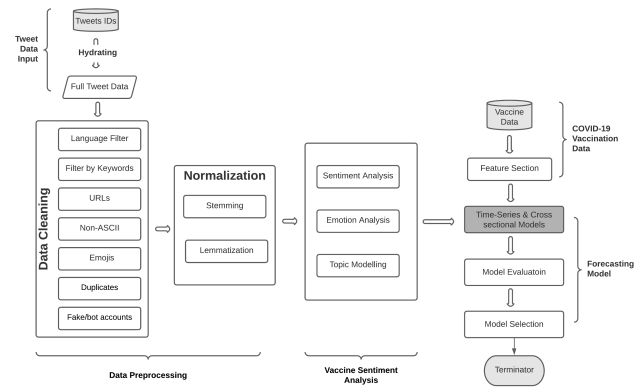 Tweets IDs
Tweet
Data
Input
Hydrating
Full Tweet Data
Data Cleaning
Language Filter
Filter by Keywords
URLs
Non-ASCII
Emojis
Duplicates
Fake/bot accounts
Normalization
Stemming
Lemmatization
Data Preprocessing
Sentiment Analysis
Emotion Analysis
Topic Modelling
Vaccine Sentiment
Analysis
Vaccine
Data
Feature Section
COVID-19
Vaccination
Data
Time-Series & Cross
sectional Models
Model Evaluatoin
Model Selection
Forecasting
Model
Terminator